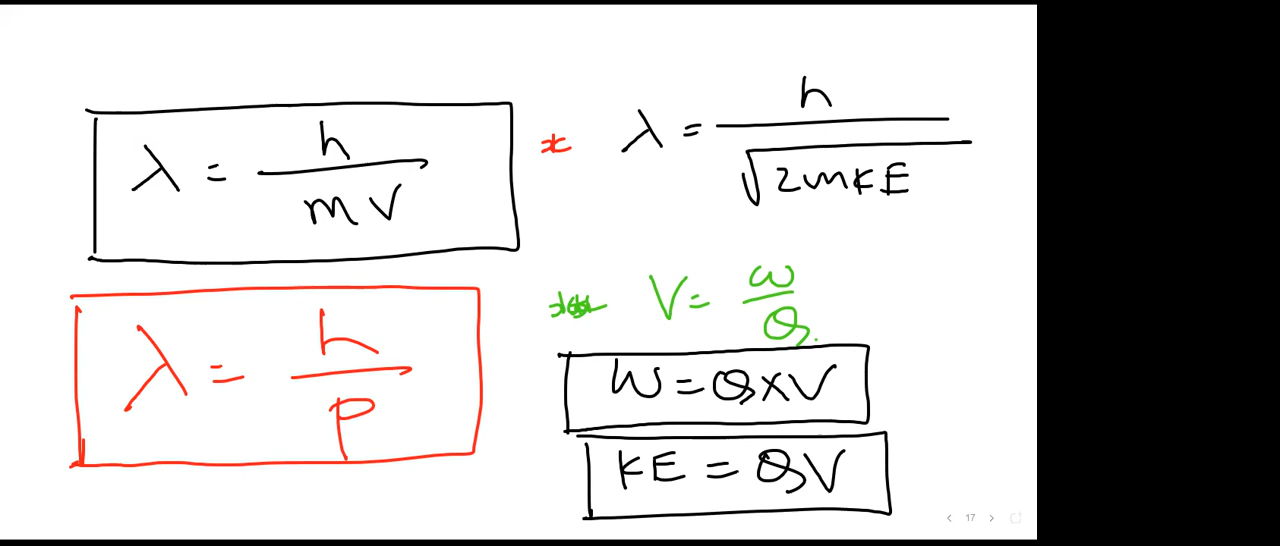 λ = h / mV
* λ = h / √2mKE
λ = h / p
V = W / Q
W = Q×V
KE = QV
< 17 >